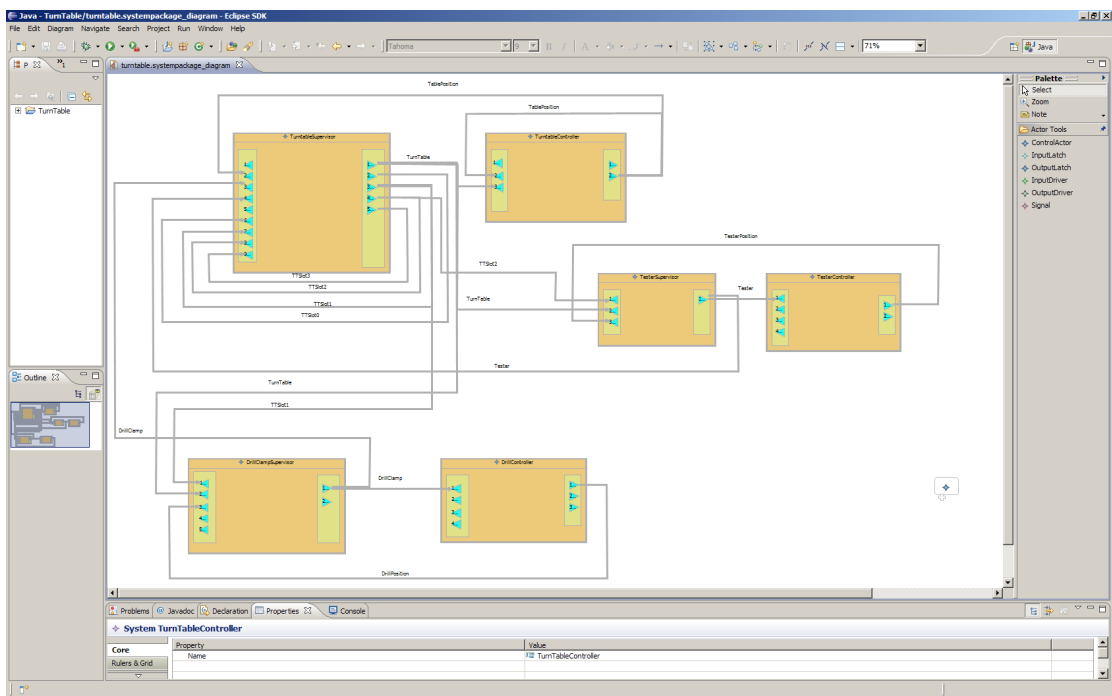 Java - TurnTable/turntable.systempackage_diagram - Eclipse SDK
File Edit Diagram Navigate Search Project Run Window Help
Tahoma 9 B I A 71% Java
P 1 turntable.systempackage_diagram
TurnTable
Palette
Select
Zoom
Note
Actor Tools
ControlActor
InputLatch
OutputLatch
InputDriver
OutputDriver
Signal
TablePosition
TablePosition
TurntableSupervisor
TurntableController
TurnTable
TesterPosition
TTSlot2
TesterSupervisor
TesterController
TTSlot3
TTSlot2
Tester
TurnTable
TTSlot1
TTSlot0
Tester
Outline
TurnTable
TTSlot1
DrillClamp
DrillClampSupervisor
DrillController
DrillClamp
DrillPosition
Problems @ Javadoc Declaration Properties Console
System TurnTableController
Core
Rulers & Grid
Property Value
Name TurnTableController